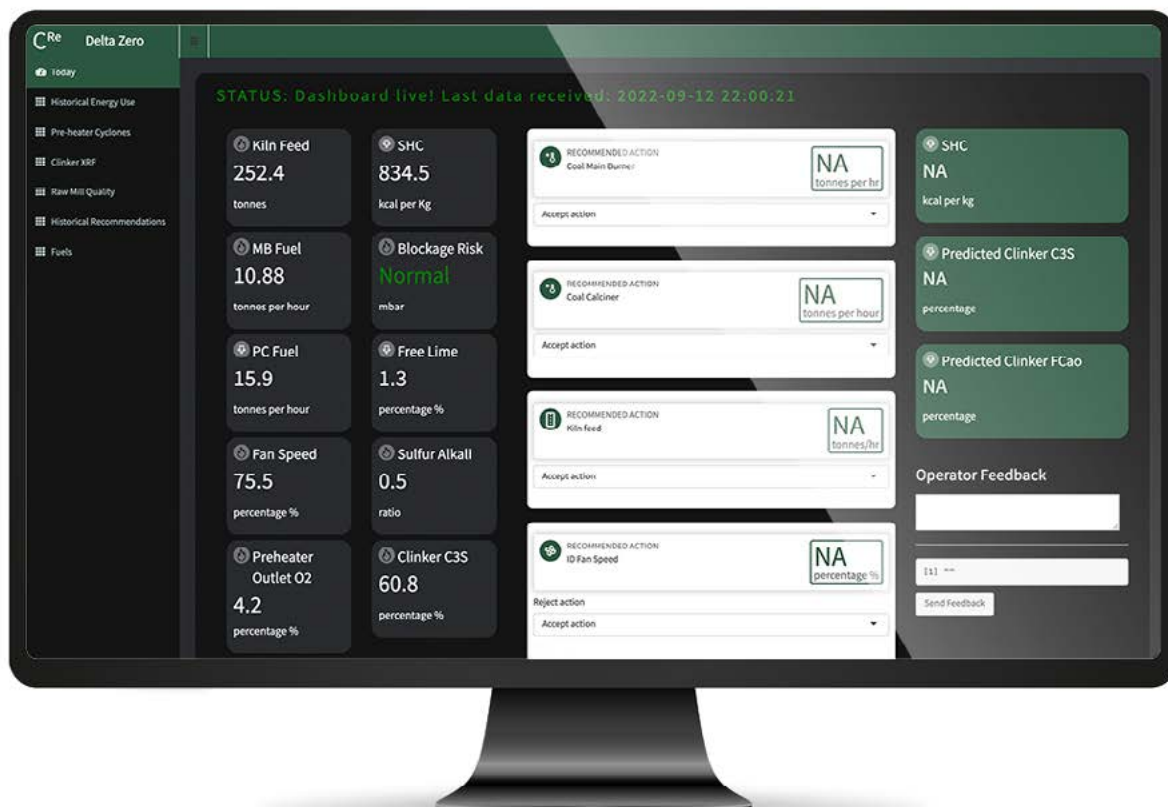 CRe Delta Zero
Today
Historical Energy Use
Pre-heater Cyclones
Clinker XRF
Raw Mill Quality
Historical Recommendations
Fuels
STATUS: Dashboard live! Last data received: 2022-09-12 22:00:21
Kiln Feed
252.4
tonnes
SHC
834.5
kcal per Kg
MB Fuel
10.88
tonnes per hour
Blockage Risk
Normal
mbar
PC Fuel
15.9
tonnes per hour
Free Lime
1.3
percentage %
Fan Speed
75.5
percentage %
Sulfur Alkali
0.5
ratio
Preheater
Outlet O2
4.2
percentage %
Clinker C3S
60.8
percentage %
RECOMMENDED ACTION
Coal Main Burner
NA
tonnes per hr
Accept action
RECOMMENDED ACTION
Coal Calciner
NA
tonnes per hour
Accept action
RECOMMENDED ACTION
Kiln feed
NA
tonnes/hr
Accept action
RECOMMENDED ACTION
ID Fan Speed
NA
percentage %
Reject action
Accept action
SHC
NA
kcal per kg
Predicted Clinker C3S
NA
percentage
Predicted Clinker FCao
NA
percentage
Operator Feedback
[1] ""
Send Feedback